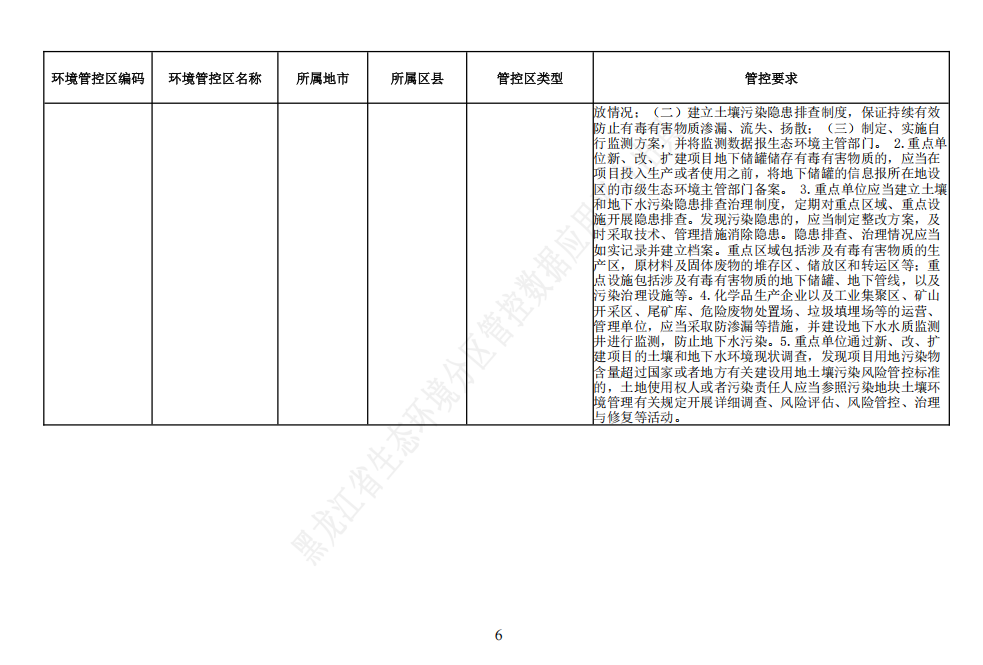 环境管控区编码 环境管控区名称 所属地市 所属区县 管控区类型 管控要求
放情况；（二）建立土壤污染隐患排查制度，保证持续有效
防止有毒有害物质渗漏、流失、扬散；（三）制定、实施自
行监测方案，并将监测数据报生态环境主管部门。 2.重点单
位新、改、扩建项目地下储罐储存有毒有害物质的，应当在
项目投入生产或者使用之前，将地下储罐的信息报所在地设
区的市级生态环境主管部门备案。 3.重点单位应当建立土壤
和地下水污染隐患排查治理制度，定期对重点区域、重点设
施开展隐患排查。发现污染隐患的，应当制定整改方案，及
时采取技术、管理措施消除隐患。隐患排查、治理情况应当
如实记录并建立档案。重点区域包括涉及有毒有害物质的生
产区，原材料及固体废物的堆存区、储放区和转运区等；重
点设施包括涉及有毒有害物质的地下储罐、地下管线，以及
污染治理设施等。4.化学品生产企业以及工业集聚区、矿山
开采区、尾矿库、危险废物处置场、垃圾填埋场等的运营、
管理单位，应当采取防渗漏等措施，并建设地下水水质监测
井进行监测，防止地下水污染。5.重点单位通过新、改、扩
建项目的土壤和地下水环境现状调查，发现项目用地污染物
含量超过国家或者地方有关建设用地土壤污染风险管控标准
的，土地使用权人或者污染责任人应当参照污染地块土壤环
境管理有关规定开展详细调查、风险评估、风险管控、治理
与修复等活动。
黑龙江省生态环境分区管控数据应用
6